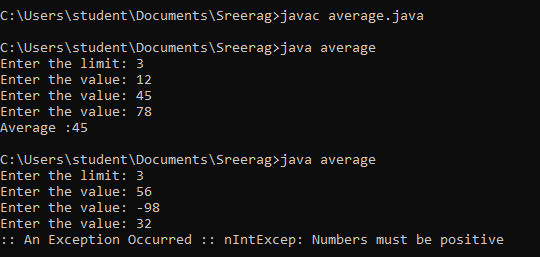 C:\Users\student\Documents\Sreerag>javac average.java
C:\Users\student\Documents\Sreerag>java average
Enter the limit: 3
Enter the value: 12
Enter the value: 45
Enter the value: 78
Average :45
C:\Users\student\Documents\Sreerag>java average
Enter the limit: 3
Enter the value: 56
Enter the value: -98
Enter the value: 32
:: An Exception Occurred :: nIntExcep: Numbers must be positive